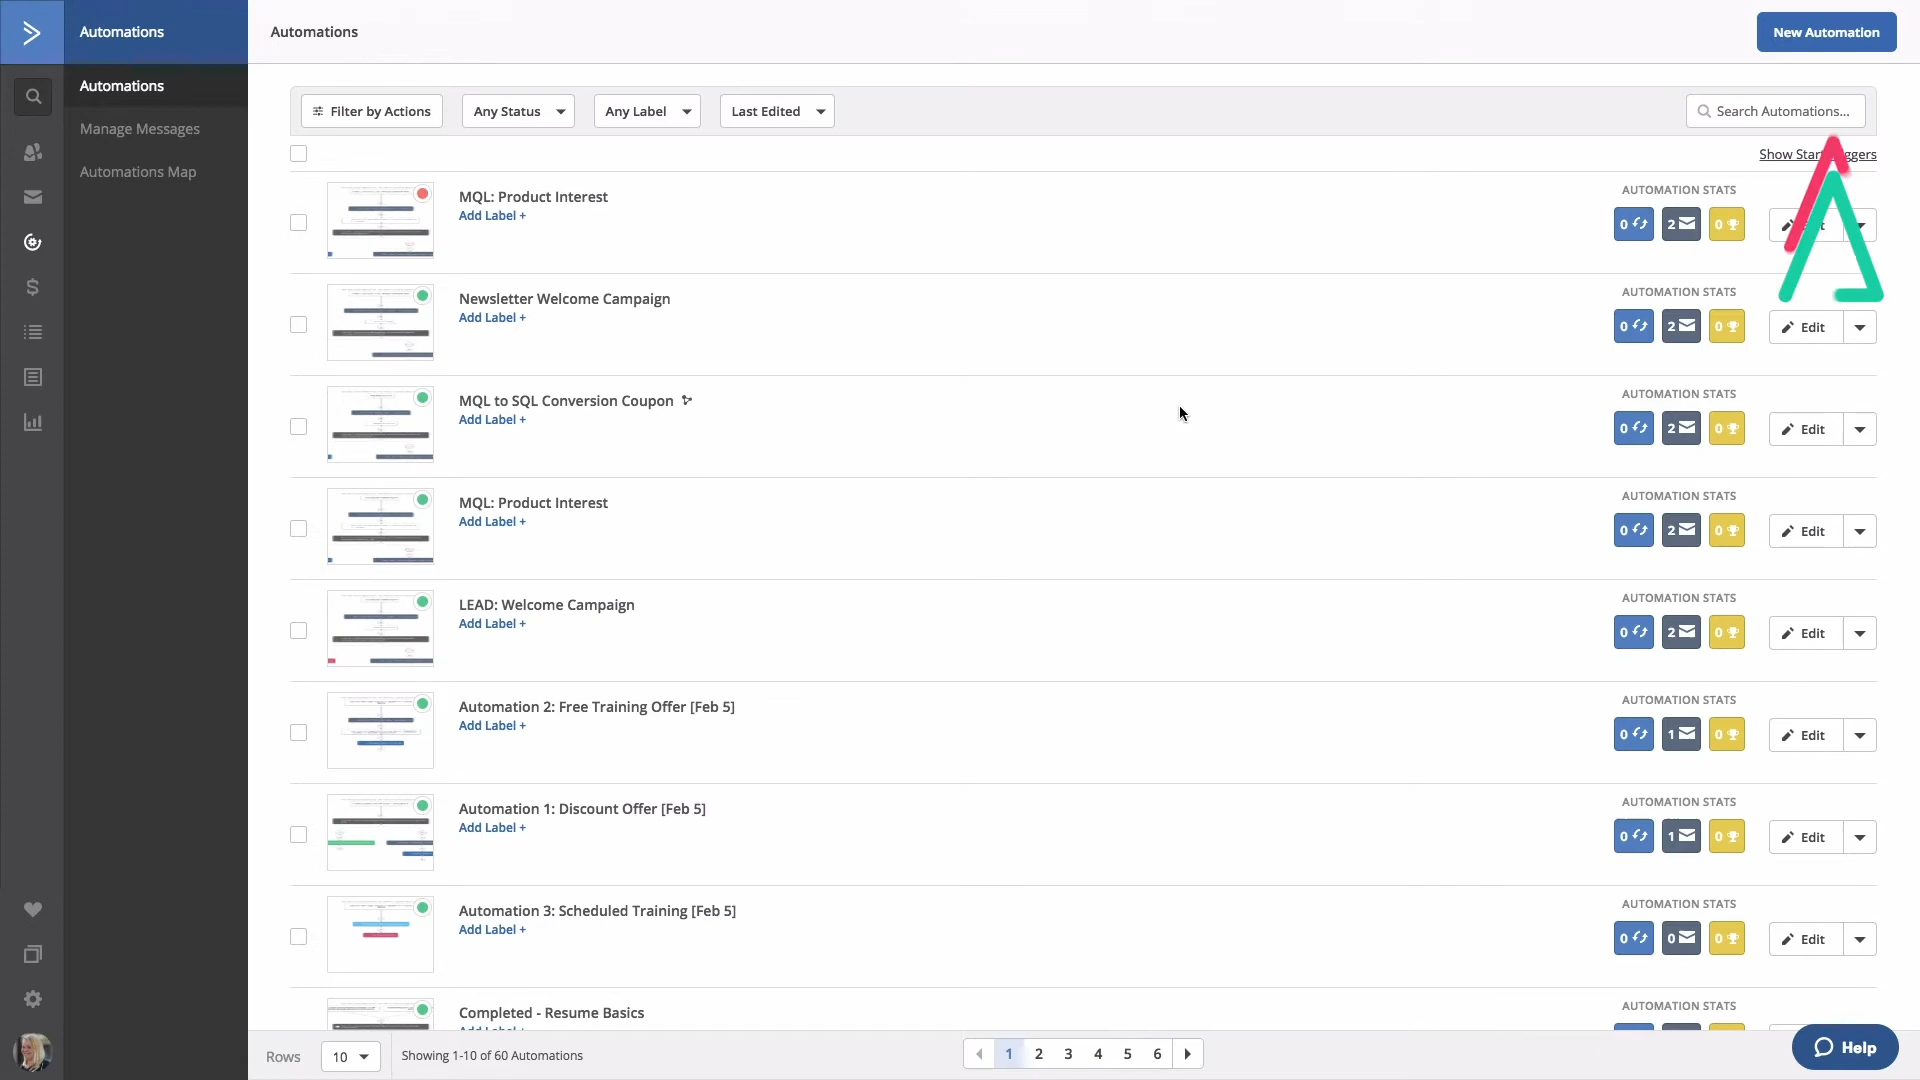 Automations
Automations
New Automation
Automations
Manage Messages
Automations Map
Filter by Actions
Any Status
Any Label
Last Edited
Search Automations...
Show Start
ggers
MQL: Product Interest
Add Label +
AUTOMATION STATS
0
2
0
Newsletter Welcome Campaign
Add Label +
AUTOMATION STATS
0
2
0
Edit
MQL to SQL Conversion Coupon
Add Label +
AUTOMATION STATS
0
2
0
Edit
MQL: Product Interest
Add Label +
AUTOMATION STATS
0
2
0
Edit
LEAD: Welcome Campaign
Add Label +
AUTOMATION STATS
0
2
0
Edit
Automation 2: Free Training Offer [Feb 5]
Add Label +
AUTOMATION STATS
0
1
0
Edit
Automation 1: Discount Offer [Feb 5]
Add Label +
AUTOMATION STATS
0
1
0
Edit
Automation 3: Scheduled Training [Feb 5]
Add Label +
AUTOMATION STATS
0
0
0
Edit
Completed - Resume Basics
Add Label +
AUTOMATION STATS
Rows
10
Showing 1-10 of 60 Automations
1
2
3
4
5
6
Help